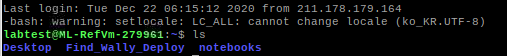 Last login: Tue Dec 22 06:15:12 2020 from 211.178.179.164
-bash: warning: setlocale: LC_ALL: cannot change locale (ko_KR.UTF-8)
labtest@ML-RefVm-279961:~$ ls
Desktop  Find_Wally_Deploy  notebooks